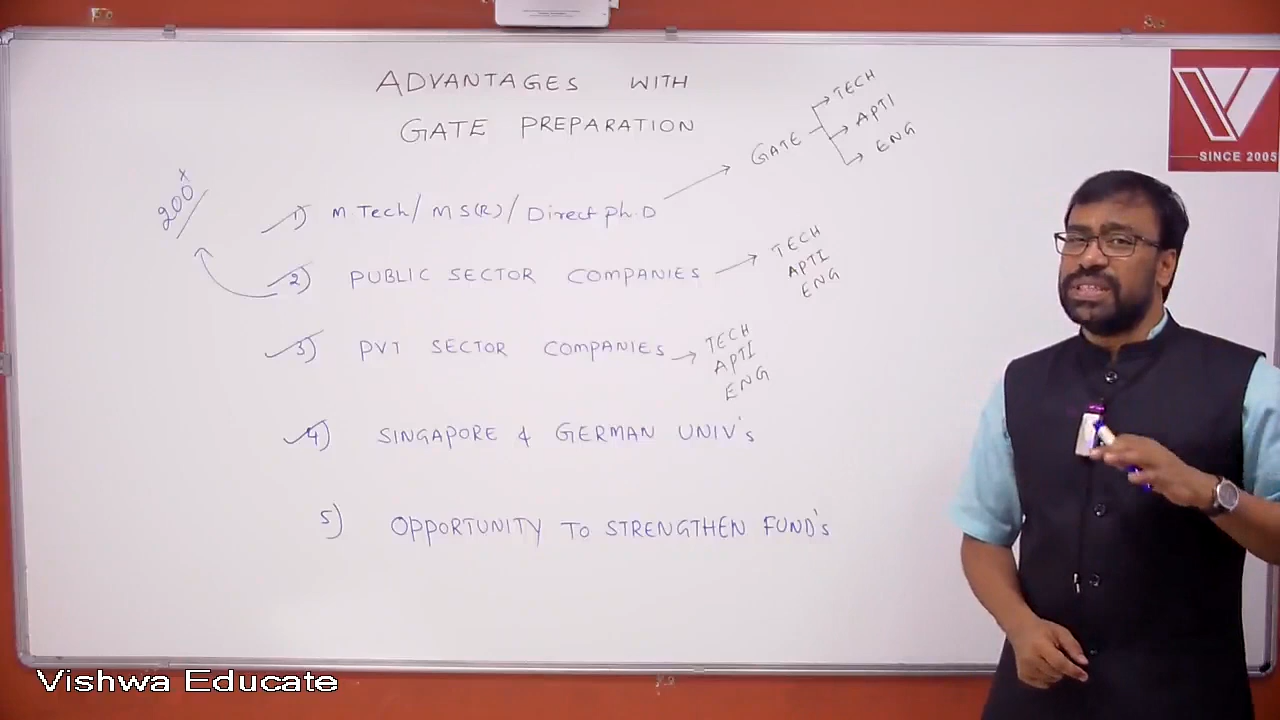 ADVANTAGES WITH
GATE PREPARATION
GATE
TECH
APTI
ENG
SINCE 2005
200 x
1) M.Tech/ MS(R)/ Direct Ph.D
2) PUBLIC SECTOR COMPANIES
TECH
APTI
ENG
3) PVT SECTOR COMPANIES
TECH
APTI
ENG
4) SINGAPORE & GERMAN UNIV's
5) OPPORTUNITY TO STRENGTHEN FUND's
Vishwa Educate